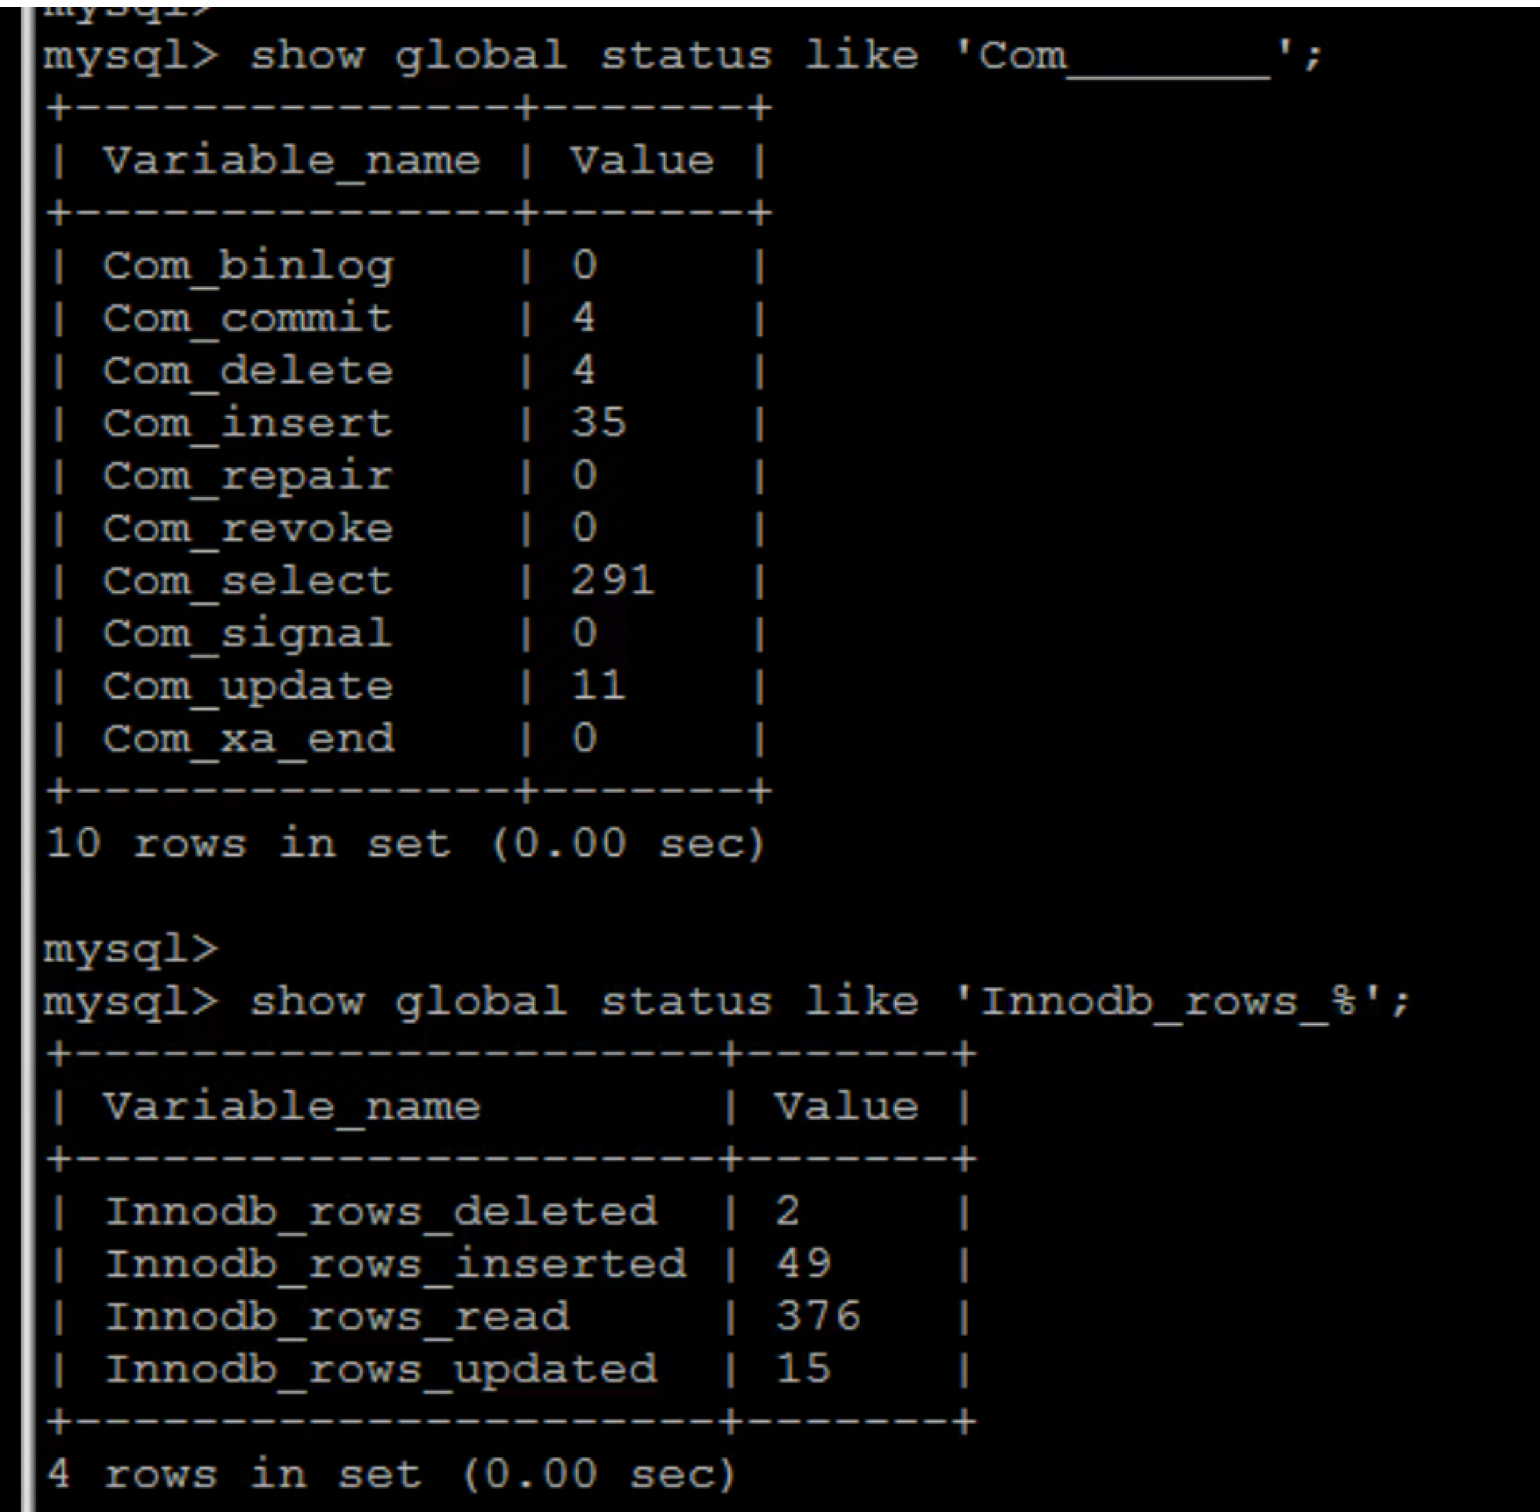 mysql>
mysql> show global status like 'Com_______';
+---------------+-------+
| Variable_name | Value |
+---------------+-------+
| Com_binlog    | 0     |
| Com_commit    | 4     |
| Com_delete    | 4     |
| Com_insert    | 35    |
| Com_repair    | 0     |
| Com_revoke    | 0     |
| Com_select    | 291   |
| Com_signal    | 0     |
| Com_update    | 11    |
| Com_xa_end    | 0     |
+---------------+-------+
10 rows in set (0.00 sec)
mysql>
mysql> show global status like 'Innodb_rows_%';
+----------------------+-------+
| Variable_name        | Value |
+----------------------+-------+
| Innodb_rows_deleted  | 2     |
| Innodb_rows_inserted | 49    |
| Innodb_rows_read     | 376   |
| Innodb_rows_updated  | 15    |
+----------------------+-------+
4 rows in set (0.00 sec)